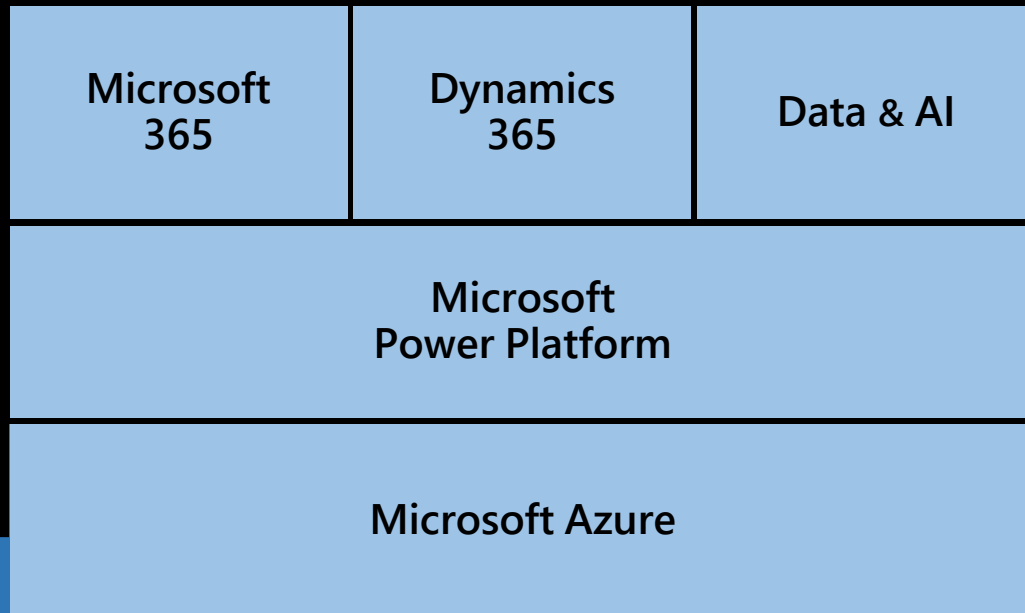 Microsoft
365
Dynamics
365
Data & AI
Microsoft
Power Platform
Microsoft Azure